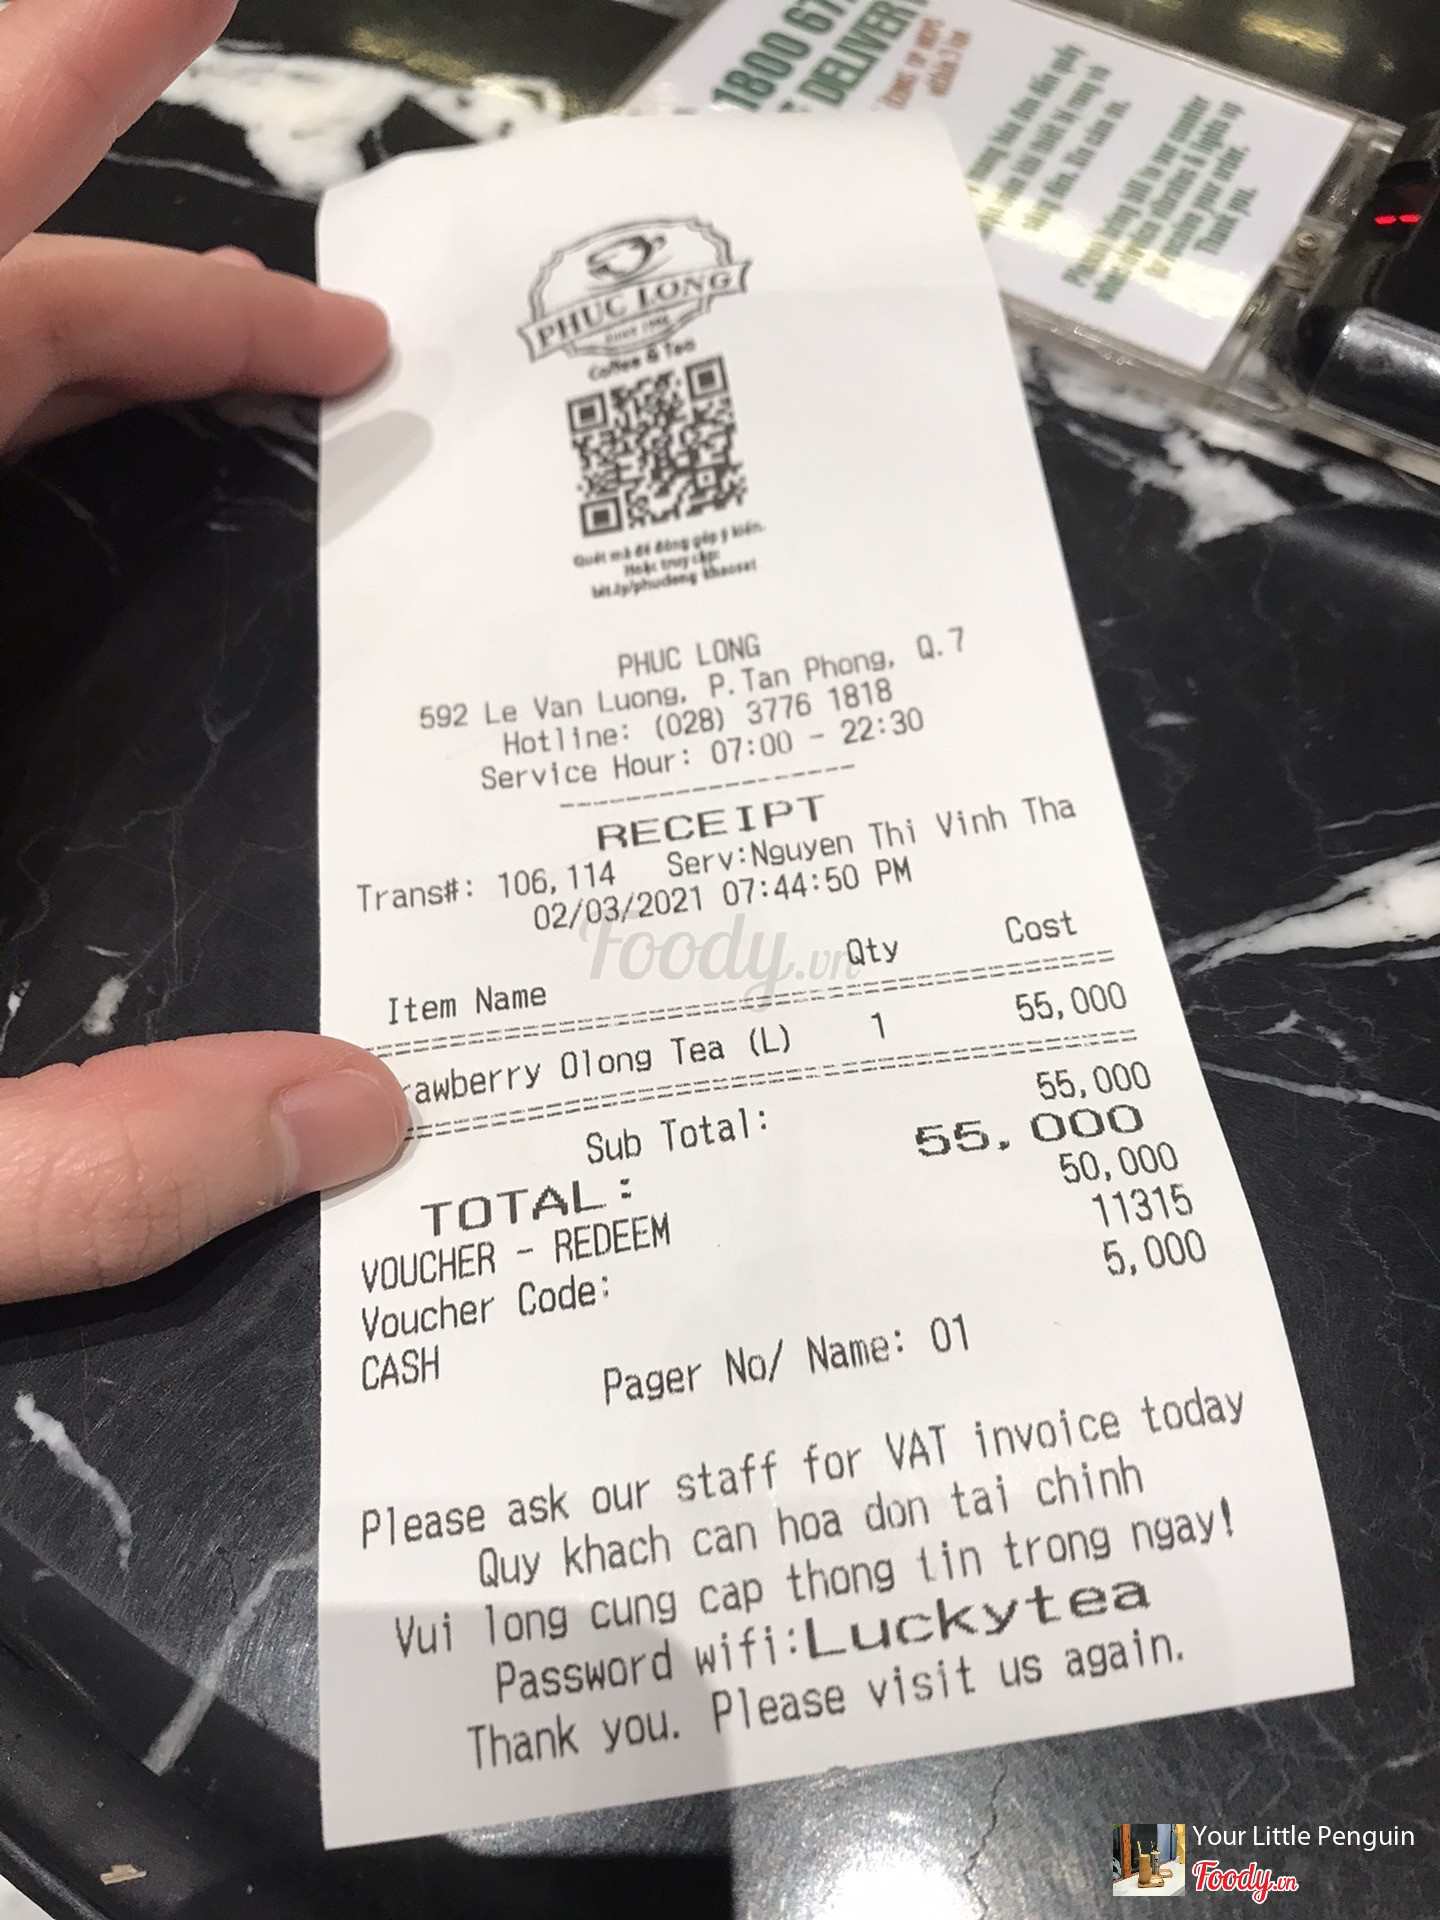 1800 67
DELIVER
within 3 km
Thank you.
PHUC LONG
Coffee & Tea
Quét mã để đóng góp ý kiến.
Hoặc truy cập:
PHUC LONG
592 Le Van Luong, P.Tan Phong, Q.7
Hotline: (028) 3776 1818
Service Hour: 07:00 - 22:30
RECEIPT
Trans#: 106,114 Serv:Nguyen Thi Vinh Tha
02/03/2021 07:44:50 PM
Item Name Qty Cost
rawberry Olong Tea (L) 1 55,000
Sub Total: 55,000
TOTAL: 55,000
VOUCHER - REDEEM 50,000
Voucher Code: 11315
CASH 5,000
Pager No/ Name: 01
Please ask our staff for VAT invoice today
Quy khach can hoa don tai chinh
Vui long cung cap thong tin trong ngay!
Password wifi:Luckytea
Thank you. Please visit us again.
Foody.vn
Your Little Penguin
Foody.vn